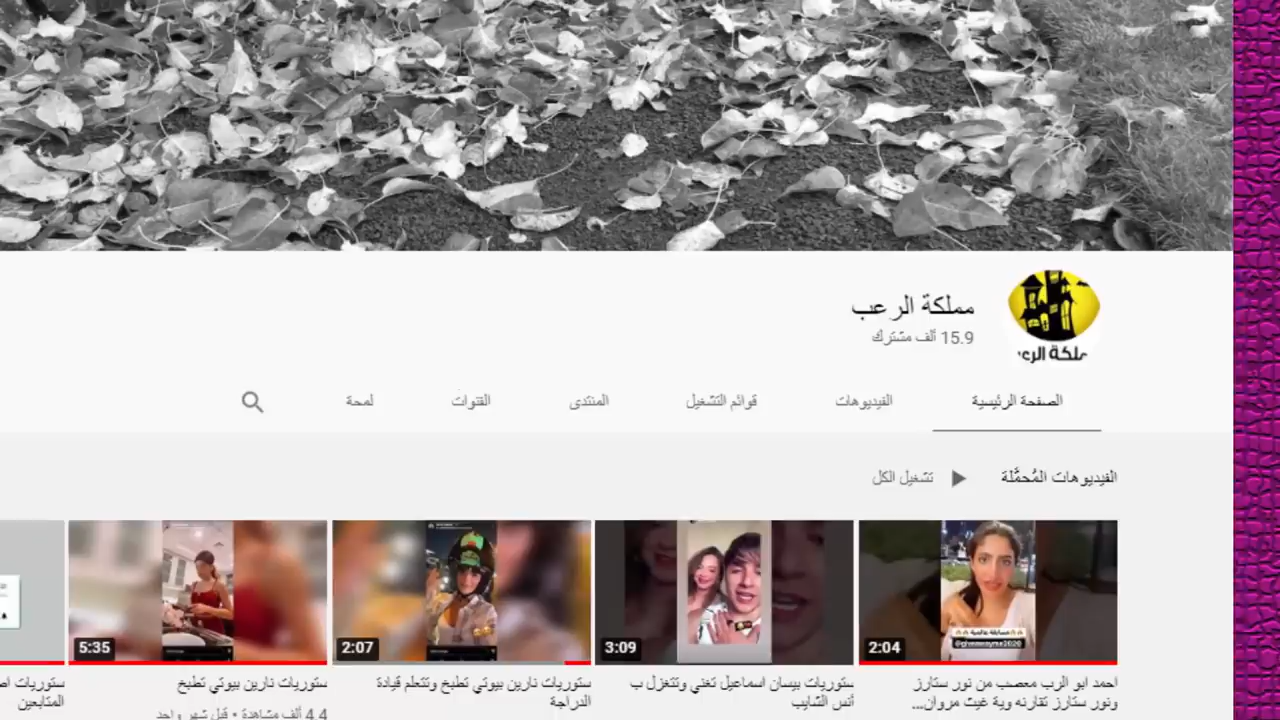 مملكة الرعب
15.9 ألف مشترك
الصفحة الرئيسية
الفيديوهات
قوائم التشغيل
المنتدى
القنوات
لمحة
الفيديوهات المُحمَّلة
تشغيل الكل
2:04
3:09
2:07
5:35
احمد ابو الرب معصب من نور ستارز
ونور ستارز تقارنه وية غيث مروان...
ستوريات بيسان اسماعيل تغني وتتغزل ب
أنس الشايب
ستوريات نارين بيوتي تطبخ وتتعلم قيادة
الدراجة
ستوريات نارين بيوتي تطبخ
4.4 ألف مشاهدة • قبل شهر واحد
ستوريات
المتابعين